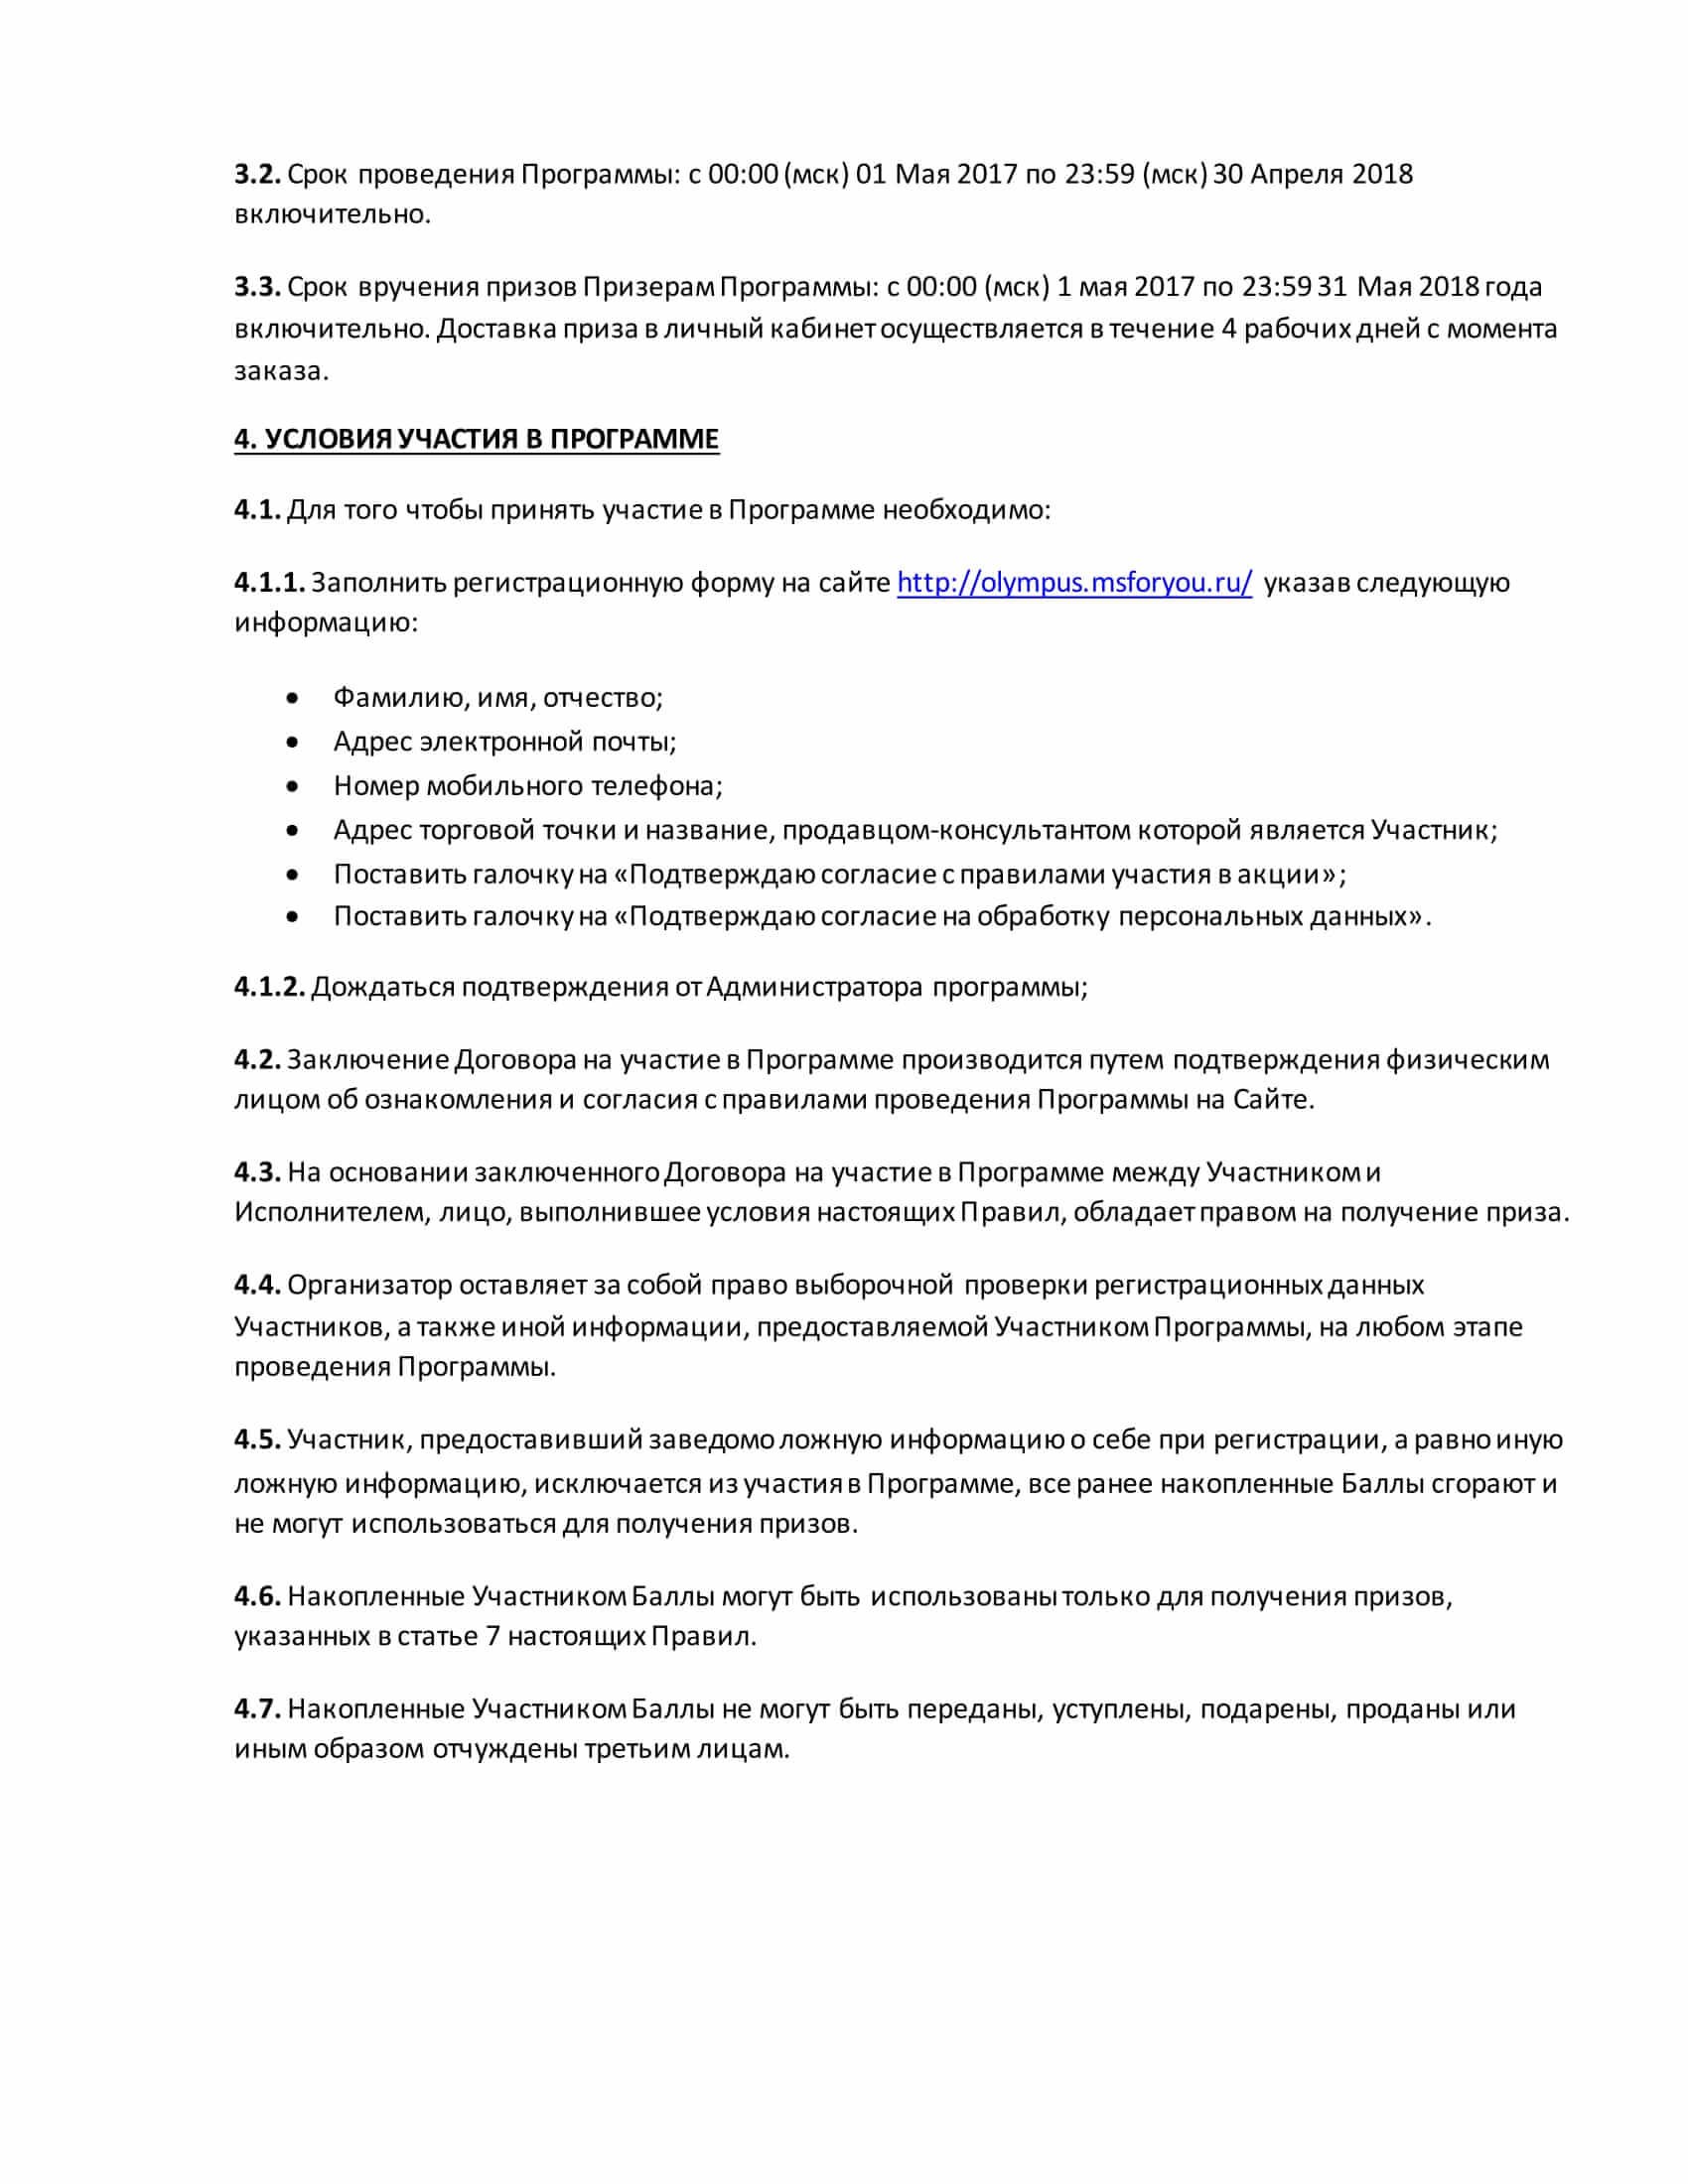 3.2. Срок проведения Программы: с 00:00 (мск) 01 Мая 2017 по 23:59 (мск) 30 Апреля 2018
включительно.
3.3. Срок вручения призов Призерам Программы: с 00:00 (мск) 1 мая 2017 по 23:59 31 Мая 2018 года
включительно. Доставка приза в личный кабинет осуществляется в течение 4 рабочих дней с момента
заказа.
4. УСЛОВИЯ УЧАСТИЯ В ПРОГРАММЕ
4.1. Для того чтобы принять участие в Программе необходимо:
4.1.1. Заполнить регистрационную форму на сайте http://olympus.msforyou.ru/ указав следующую
информацию:
• Фамилию, имя, отчество;
• Адрес электронной почты;
• Номер мобильного телефона;
• Адрес торговой точки и название, продавцом-консультантом которой является Участник;
• Поставить галочку на «Подтверждаю согласие с правилами участия в акции»;
• Поставить галочку на «Подтверждаю согласие на обработку персональных данных».
4.1.2. Дождаться подтверждения от Администратора программы;
4.2. Заключение Договора на участие в Программе производится путем подтверждения физическим
лицом об ознакомления и согласия с правилами проведения Программы на Сайте.
4.3. На основании заключенного Договора на участие в Программе между Участником и
Исполнителем, лицо, выполнившее условия настоящих Правил, обладает правом на получение приза.
4.4. Организатор оставляет за собой право выборочной проверки регистрационных данных
Участников, а также иной информации, предоставляемой Участником Программы, на любом этапе
проведения Программы.
4.5. Участник, предоставивший заведомо ложную информацию о себе при регистрации, а равно иную
ложную информацию, исключается из участия в Программе, все ранее накопленные Баллы сгорают и
не могут использоваться для получения призов.
4.6. Накопленные Участником Баллы могут быть использованы только для получения призов,
указанных в статье 7 настоящих Правил.
4.7. Накопленные Участником Баллы не могут быть переданы, уступлены, подарены, проданы или
иным образом отчуждены третьим лицам.